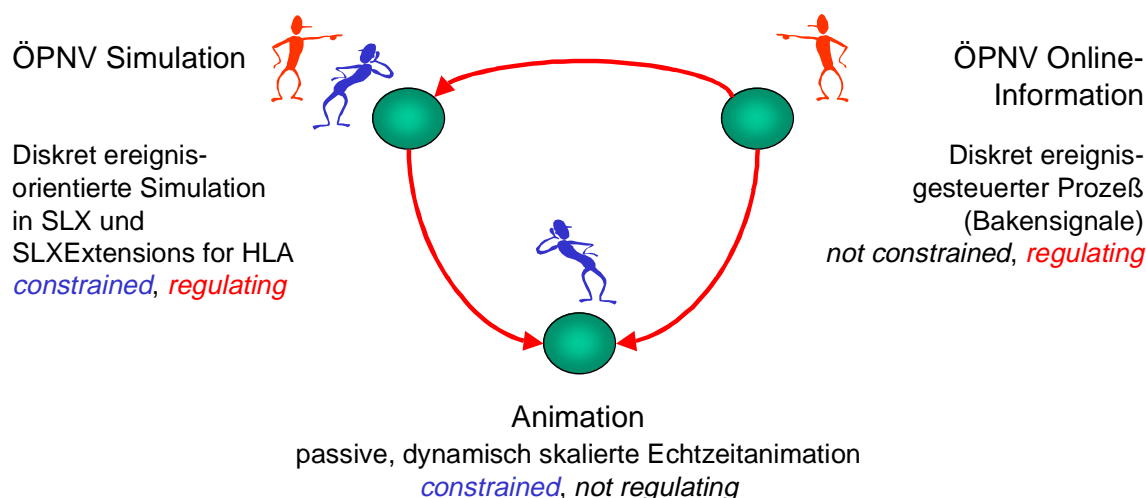 ÖPNV Simulation
Diskret ereignis-
orientierte Simulation
in SLX und
SLXExtensions for HLA
constrained, regulating
ÖPNV Online-
Information
Diskret ereignis-
gesteuerter Prozeß
(Bakensignale)
not constrained, regulating
Animation
passive, dynamisch skalierte Echtzeitanimation
constrained, not regulating